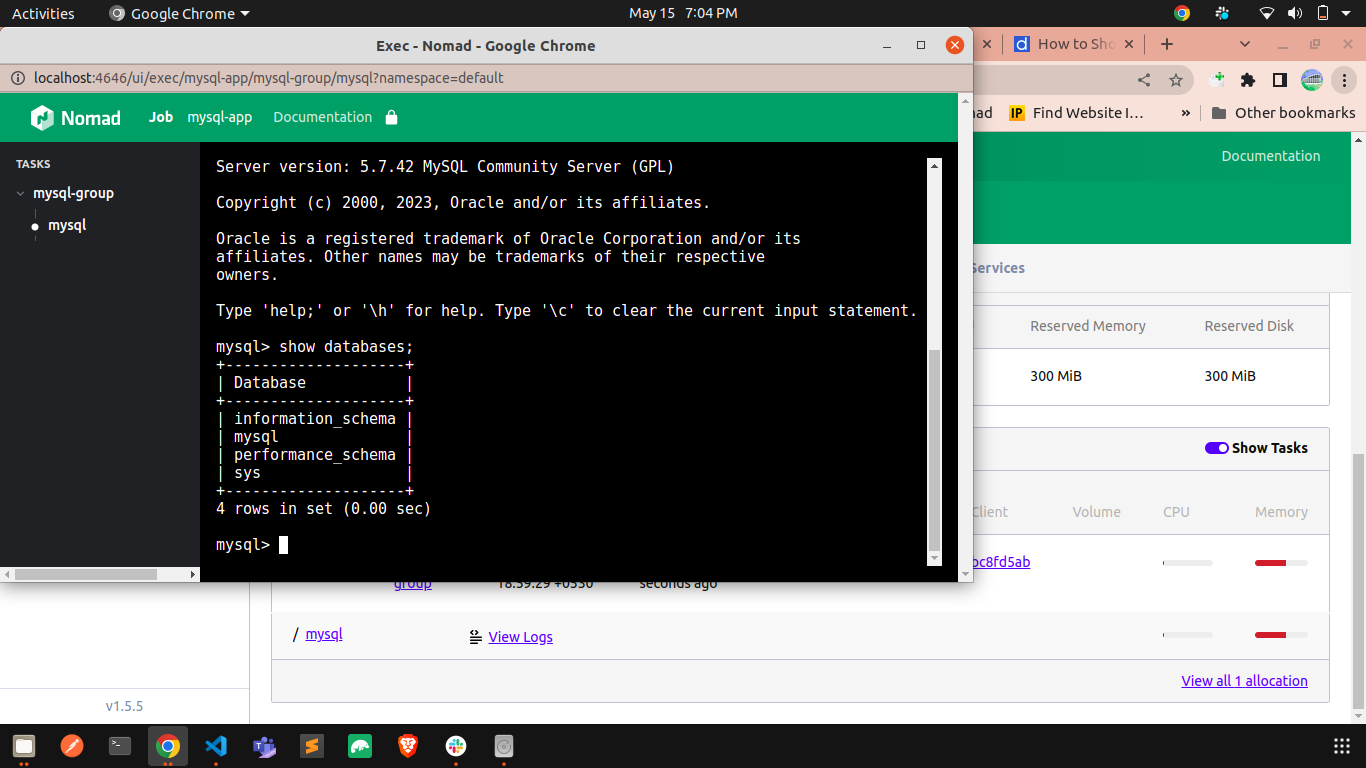 Activities
Google Chrome
May 15 7:04 PM
Exec - Nomad - Google Chrome
How to Sho
localhost:4646/ui/exec/mysql-app/mysql-group/mysql?namespace=default
ad
IP Find Website I…
»
Other bookmarks
Nomad
Job
mysql-app
Documentation
Documentation
TASKS
mysql-group
mysql
Server version: 5.7.42 MySQL Community Server (GPL)
Copyright (c) 2000, 2023, Oracle and/or its affiliates.
Oracle is a registered trademark of Oracle Corporation and/or its
affiliates. Other names may be trademarks of their respective
owners.
Type 'help;' or '\h' for help. Type '\c' to clear the current input statement.
mysql> show databases;
+--------------------+
| Database           |
+--------------------+
| information_schema |
| mysql              |
| performance_schema |
| sys                |
+--------------------+
4 rows in set (0.00 sec)
mysql>
Services
Reserved Memory
Reserved Disk
300 MiB
300 MiB
Show Tasks
Client
Volume
CPU
Memory
bc8fd5ab
group
18:59:29 +0530
seconds ago
/ mysql
View Logs
View all 1 allocation
v1.5.5